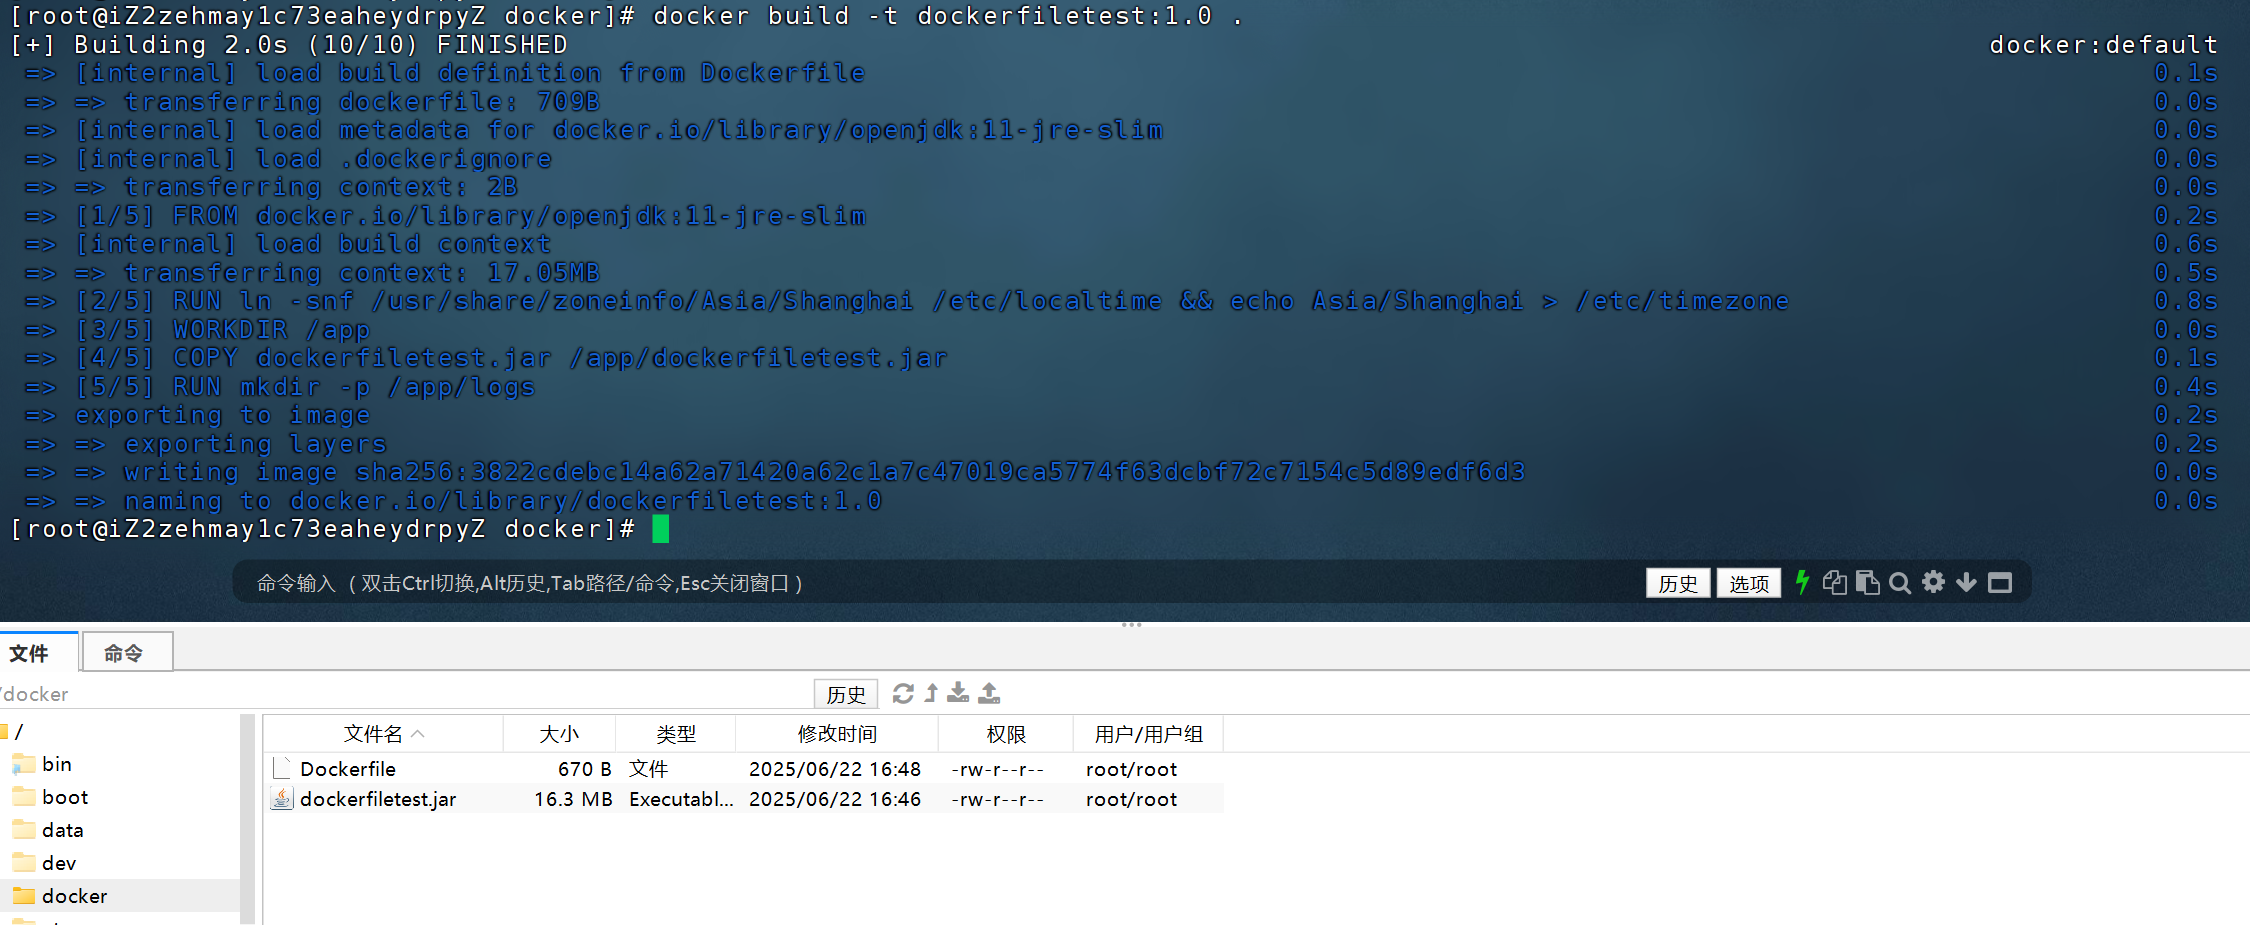 [root@iZ2zehmay1c73eaheydrpyZ docker]# docker build -t dockerfiletest:1.0 .
[+] Building 2.0s (10/10) FINISHED docker:default
=> [internal] load build definition from Dockerfile 0.1s
=> => transferring dockerfile: 709B 0.0s
=> [internal] load metadata for docker.io/library/openjdk:11-jre-slim 0.0s
=> [internal] load .dockerignore 0.0s
=> => transferring context: 2B 0.0s
=> [1/5] FROM docker.io/library/openjdk:11-jre-slim 0.2s
=> [internal] load build context 0.6s
=> => transferring context: 17.05MB 0.5s
=> [2/5] RUN ln -snf /usr/share/zoneinfo/Asia/Shanghai /etc/localtime && echo Asia/Shanghai > /etc/timezone 0.8s
=> [3/5] WORKDIR /app 0.0s
=> [4/5] COPY dockerfiletest.jar /app/dockerfiletest.jar 0.1s
=> [5/5] RUN mkdir -p /app/logs 0.4s
=> exporting to image 0.2s
=> => exporting layers 0.2s
=> => writing image sha256:3822cdebc14a62a71420a62c1a7c47019ca5774f63dcbf72c7154c5d89edf6d3 0.0s
=> => naming to docker.io/library/dockerfiletest:1.0 0.0s
[root@iZ2zehmay1c73eaheydrpyZ docker]#
命令输入 （双击Ctrl切换,Alt历史,Tab路径/命令,Esc关闭窗口） 历史 选项
文件 命令
/docker 历史
/
bin
boot
data
dev
docker
文件名 大小 类型 修改时间 权限 用户/用户组
Dockerfile 670 B 文件 2025/06/22 16:48 -rw-r--r-- root/root
dockerfiletest.jar 16.3 MB Executabl... 2025/06/22 16:46 -rw-r--r-- root/root